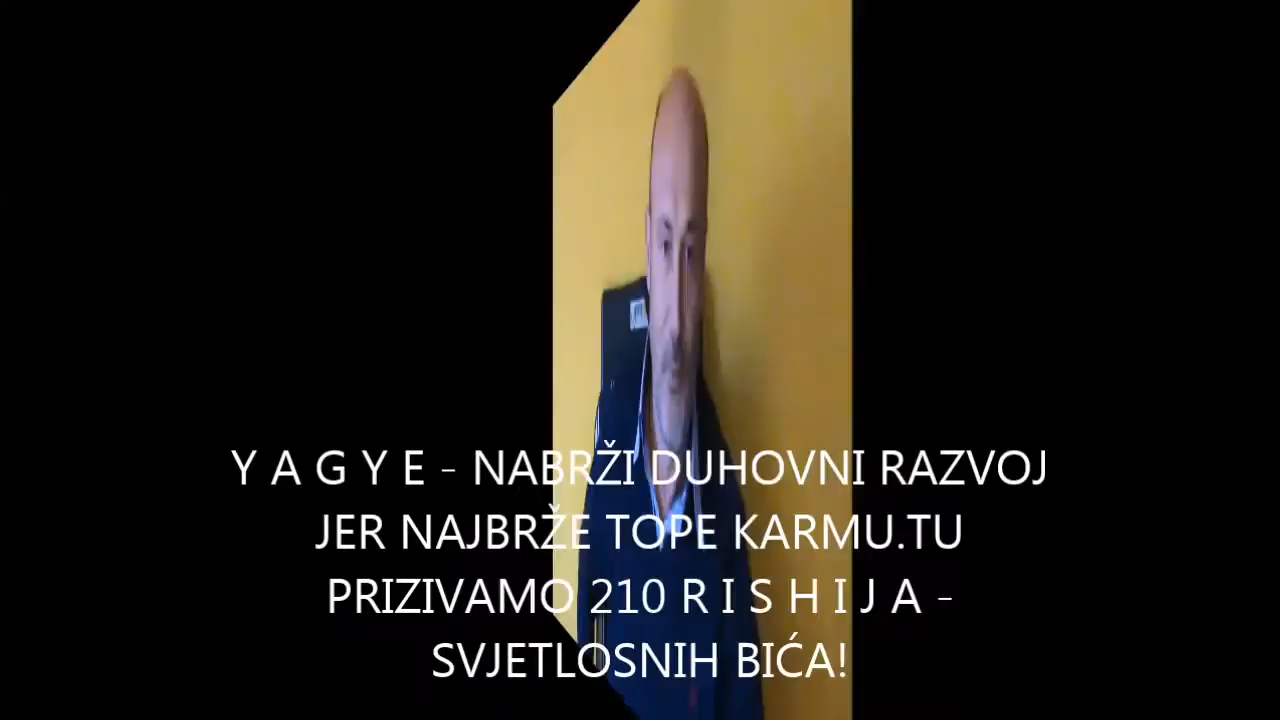 Y A G Y E - NABRŽI DUHOVNI RAZVOJ
JER NAJBRŽE TOPE KARMU.TU
PRIZIVAMO 210 R I S H I J A -
SVJETLOSNIH BIĆA!